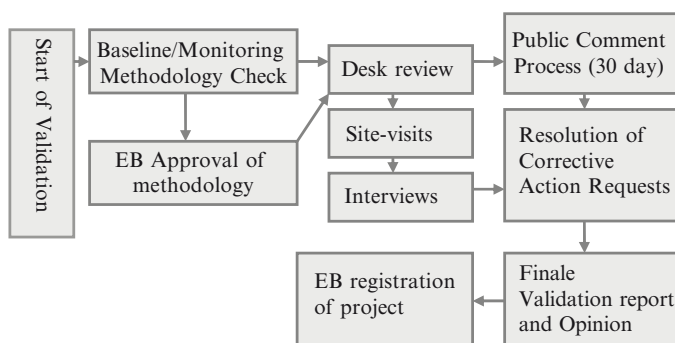 Start of Validation
Baseline/Monitoring
Methodology Check
EB Approval of
methodology
Desk review
Site-visits
Interviews
Public Comment
Process (30 day)
Resolution of
Corrective
Action Requests
Finale
Validation report
and Opinion
EB registration
of project